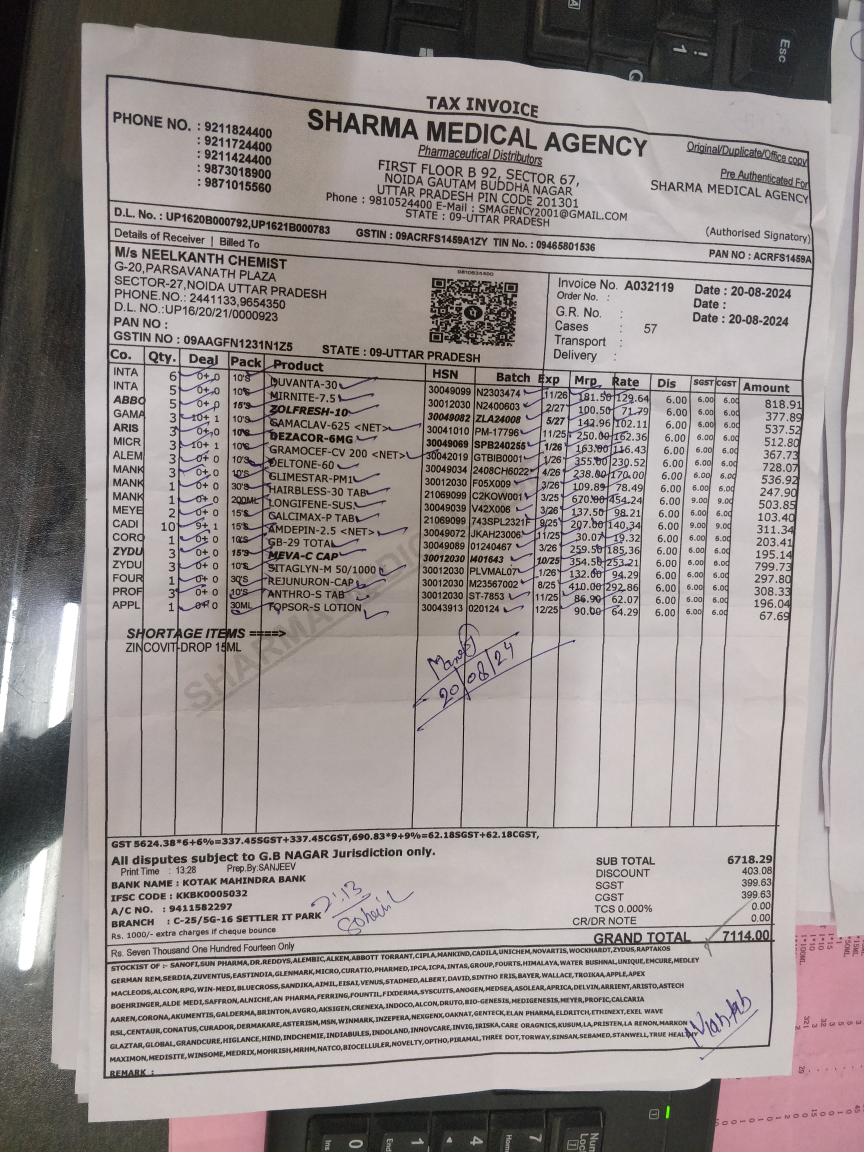 TAX INVOICE
PHONE NO. : 9211824400
: 9211724400
: 9211424400
: 9873018900
: 9871015560
SHARMA MEDICAL AGENCY
Pharmaceutical Distributors
FIRST FLOOR B 92, SECTOR 67,
NOIDA GAUTAM BUDDHA NAGAR
UTTAR PRADESH PIN CODE 201301
Phone : 9810524400 E-Mail : SMAGENCY2001@GMAIL.COM
STATE : 09-UTTAR PRADESH
Original/Duplicate/Office copy
Pre Authenticated For
SHARMA MEDICAL AGENCY
(Authorised Signatory)
D.L. No. : UP1620B000792,UP1621B000783 GSTIN : 09ACRFS1459A1ZY TIN No. : 09465801536 PAN NO : ACRFS1459A
Details of Receiver | Billed To
M/s NEELKANTH CHEMIST
G-20,PARSAVANATH PLAZA
SECTOR-27,NOIDA UTTAR PRADESH
PHONE.NO.: 2441133,9654350
D.L. NO.:UP16/20/21/0000923
PAN NO :
GSTIN NO : 09AAGFN1231N1Z5 STATE : 09-UTTAR PRADESH
Invoice No. A032119 Date : 20-08-2024
Order No. : Date :
G.R. No. : Date : 20-08-2024
Cases : 57
Transport :
Delivery :
Co. Qty. Deal Pack Product HSN Batch Exp Mrp Rate Dis SGST CGST Amount
INTA 6 0+ 0 10'S DUVANTA-30 30049099 N2303474 11/26 181.50 129.64 6.00 6.00 6.00 818.91
INTA 5 0+ 0 10'S MIRNITE-7.5 30012030 N2400603 2/27 100.50 71.79 6.00 6.00 6.00 377.89
ABBO 5 0+ 0 15'S ZOLFRESH-10 30049082 ZLA24008 5/27 142.96 102.11 6.00 6.00 6.00 537.52
GAMA 3 10+ 1 10'S GAMACLAV-625 <NET> 30041010 PM-17796 11/25 250.00 162.36 6.00 6.00 6.00 512.80
ARIS 3 0+ 0 10'S DEZACOR-6MG 30049069 SPB240255 1/26 163.00 116.43 6.00 6.00 6.00 367.73
MICR 3 10+ 1 10'S GRAMOCEF-CV 200 <NET> 30042019 GTBIB0001 1/26 355.00 230.52 6.00 6.00 6.00 728.07
ALEM 3 0+ 0 10'S DELTONE-60 30049034 2408CH6022 4/26 238.00 170.00 6.00 6.00 6.00 536.92
MANK 3 0+ 0 10'S GLIMESTAR-PM1 30012030 F05X009 3/26 109.89 78.49 6.00 6.00 6.00 247.90
MANK 1 0+ 0 30'S HAIRBLESS-30 TAB 21069099 C2KOW001 3/25 670.00 454.24 6.00 9.00 9.00 503.85
MANK 1 0+ 0 200ML LONGIFENE-SUS. 30049039 V42X008 3/26 137.50 98.21 6.00 6.00 6.00 103.40
MEYE 2 0+ 0 15'S GALCIMAX-P TAB 21069099 743SPL2321F 9/25 207.00 140.34 6.00 9.00 9.00 311.34
CADI 10 9+ 1 15'S AMDEPIN-2.5 <NET> 30049072 JKAH23006 11/25 30.07 19.32 6.00 6.00 6.00 203.41
CORO 1 0+ 0 10'S GB-29 TOTAL 30049089 01240467 3/26 259.50 185.36 6.00 6.00 6.00 195.14
ZYDU 3 0+ 0 15'S MEVA-C CAP 30012030 M01643 10/25 354.50 253.21 6.00 6.00 6.00 799.73
ZYDU 3 0+ 0 10'S SITAGLYN-M 50/1000 30012030 PLVMAL07 1/26 132.00 94.29 6.00 6.00 6.00 297.80
FOUR 1 0+ 0 30'S REJUNURON-CAP 30012030 M23567002 8/25 410.00 292.86 6.00 6.00 6.00 308.33
PROF 3 0+ 0 10'S ANTHRO-S TAB 30012030 ST-7853 11/25 86.90 62.07 6.00 6.00 6.00 196.04
APPL 1 0+ 0 30ML TOPSOR-S LOTION 30043913 020124 12/25 90.00 64.29 6.00 6.00 6.00 67.69
SHORTAGE ITEMS ====>
ZINCOVIT-DROP 15ML
20/08/24
GST 5624.38*6+6%=337.45SGST+337.45CGST,690.83*9+9%=62.18SGST+62.18CGST,
All disputes subject to G.B NAGAR Jurisdiction only.
Print Time : 13:28 Prep.By:SANJEEV
BANK NAME : KOTAK MAHINDRA BANK
IFSC CODE : KKBK0005032
A/C NO. : 9411582297
BRANCH : C-25/5G-16 SETTLER IT PARK
Rs. 1000/- extra charges if cheque bounce
2:13
SUB TOTAL 6718.29
DISCOUNT 403.08
SGST 399.63
CGST 399.63
TCS 0.000% 0.00
CR/DR NOTE 0.00
GRAND TOTAL 7114.00
Rs. Seven Thousand One Hundred Fourteen Only
STOCKIST OF :- SANOFI,SUN PHARMA,DR.REDDYS,ALEMBIC,ALKEM,ABBOTT TORRANT,CIPLA,MANKIND,CADILA,UNICHEM,NOVARTIS,WOCKHARDT,ZYDUS,RAPTAKOS
GERMAN REM,SERDIA,ZUVENTUS,EASTINDIA,GLENMARK,MICRO,CURATIO,PHARMED,IPCA,ICPA,INTAS,GROUP,FOURTS,HIMALAYA,WATER BUSHNAL,UNIQUE,EMCURE,MEDLEY
MACLEODS,ALCON,RPG,WIN-MEDI,BLUECROSS,SANDIKA,AIMIL,EISAI,VENUS,STADMED,ALBERT,DAVID,SINTHO ERIS,BAYER,WALLACE,TROIKAA,APPLE,APEX
BOEHRINGER,ALDE MEDI,SAFFRON,ALNICHE,AN PHARMA,FERRING,FOUNTIL,FIXDERMA,SYSCUITS,ANOGEN,MEDSEA,ASOLEAR,APRICA,DELVIN,ARRIENT,ARISTO,ASTECH
AAREN,CORONA,AKUMENTIS,GALDERMA,BRINTON,AVGRO,AKSIGEN,CRENEXA,INDOCO,ALCON,DRUTO,BIO-GENESIS,MEDIGENESIS,MEYER,PROFIC,CALCARIA
RSL,CENTAUR,CONATUS,CURADOR,DERMAKARE,ASTERISM,MSN,WINMARK,INZEPERA,NEXGENX,OAKNAT,GENTECK,ELAN PHARMA,ELDRITCH,ETHINEXT,EXEL WAVE
GLAZTAR,GLOBAL,GRANDCURE,HIGLANCE,HIND,INDCHEMIE,INDIABULES,INDOLAND,INNOVCARE,INVIG,IRISKA,CARE ORAGNICS,KUSUM,LA,PRISTEN,LA RENON,MARKON
MAXIMON,MEDISITE,WINSOME,MEDRIX,MOHRISH,MRHM,NATCO,BIOCELLULER,NOVELTY,OPTHO,PIRAMAL,THREE DOT,TORWAY,SINSAN,SEBAMED,STANWELL,TRUE
REMARK :